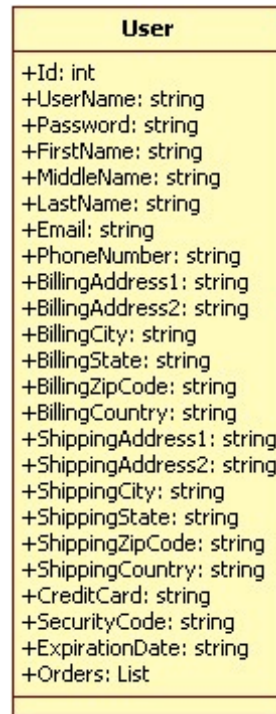 User
+Id: int
+UserName: string
+Password: string
+FirstName: string
+MiddleName: string
+LastName: string
+Email: string
+PhoneNumber: string
+BillingAddress1: string
+BillingAddress2: string
+BillingCity: string
+BillingState: string
+BillingZipCode: string
+BillingCountry: string
+ShippingAddress1: string
+ShippingAddress2: string
+ShippingCity: string
+ShippingState: string
+ShippingZipCode: string
+ShippingCountry: string
+CreditCard: string
+SecurityCode: string
+ExpirationDate: string
+Orders: List